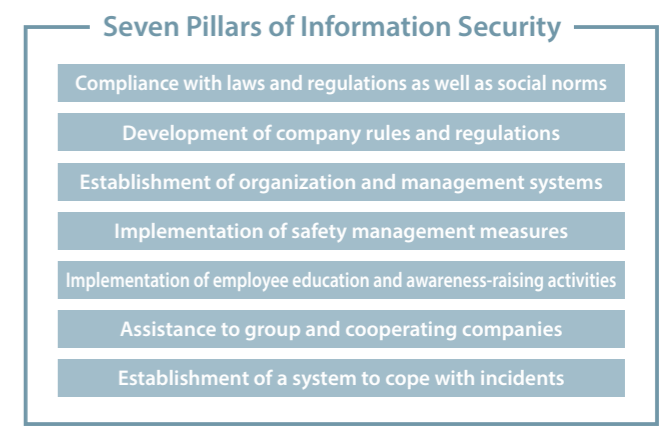 Seven Pillars of Information Security
Compliance with laws and regulations as well as social norms
Development of company rules and regulations
Establishment of organization and management systems
Implementation of safety management measures
Implementation of employee education and awareness-raising activities
Assistance to group and cooperating companies
Establishment of a system to cope with incidents